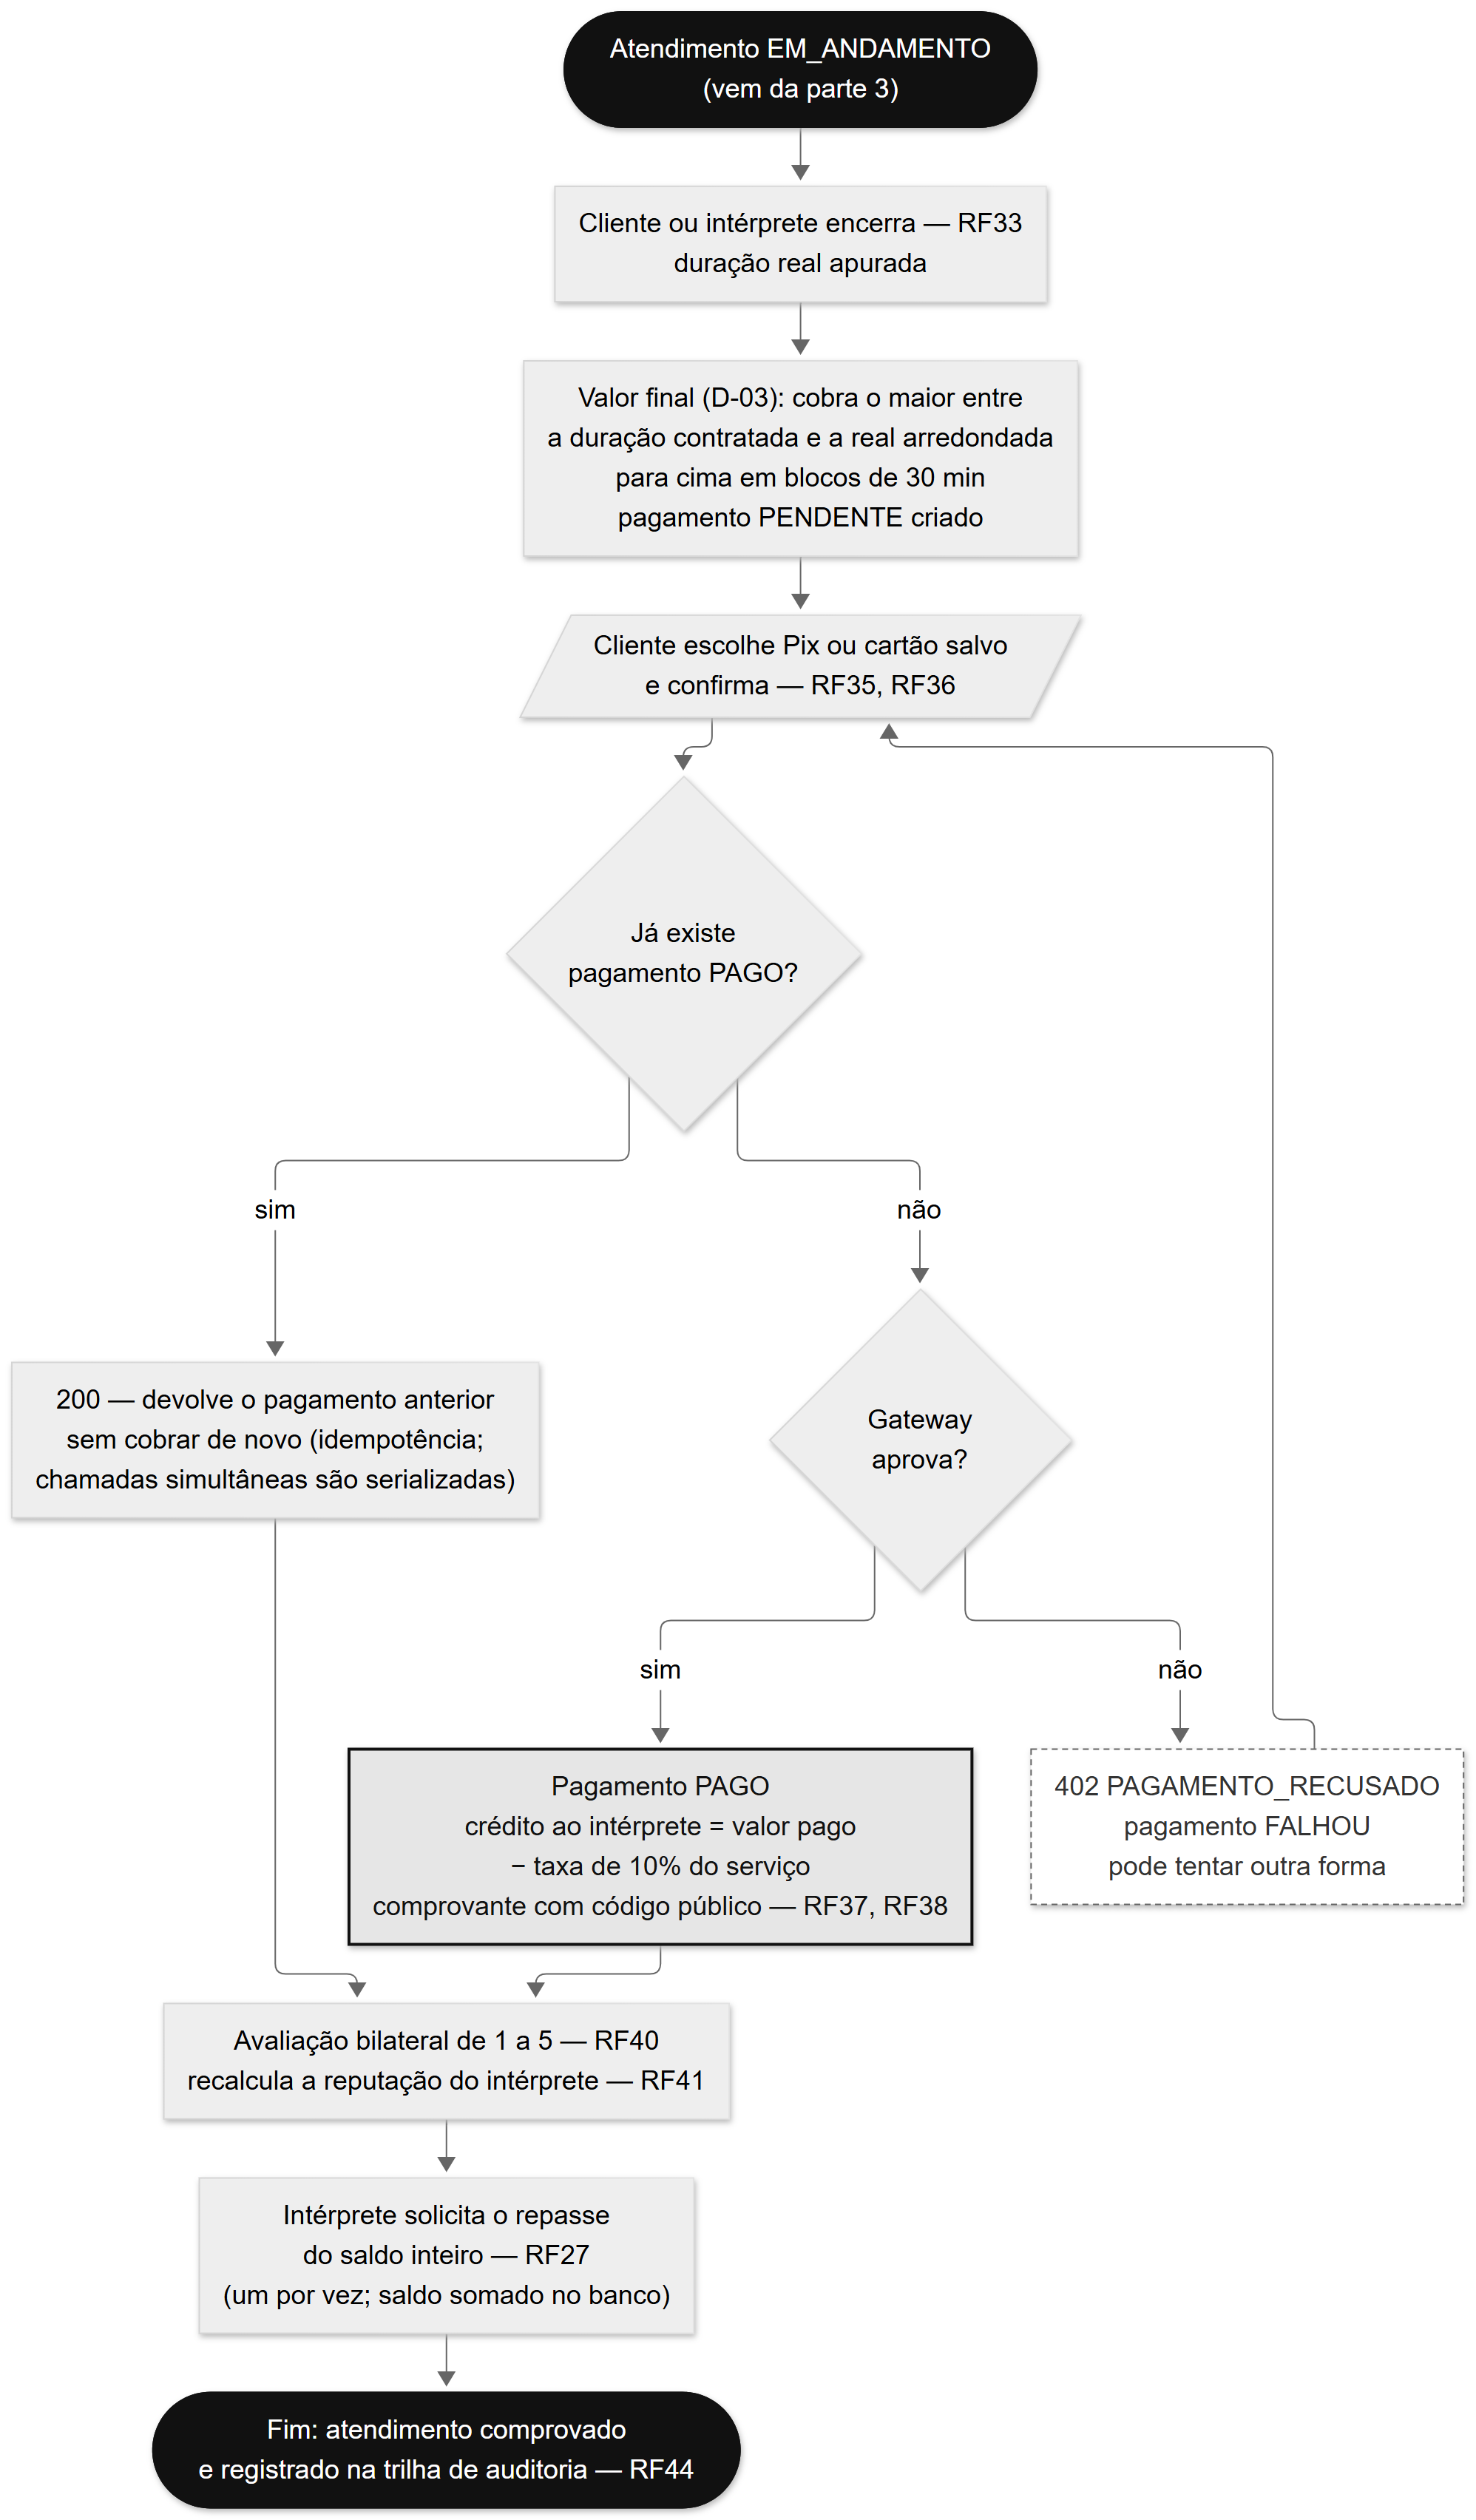 Atendimento EM_ANDAMENTO
(vem da parte 3)
Cliente ou intérprete encerra — RF33
duração real apurada
Valor final (D-03): cobra o maior entre
a duração contratada e a real arredondada
para cima em blocos de 30 min
pagamento PENDENTE criado
Cliente escolhe Pix ou cartão salvo
e confirma — RF35, RF36
Já existe
pagamento PAGO?
sim
não
200 — devolve o pagamento anterior
sem cobrar de novo (idempotência;
chamadas simultâneas são serializadas)
Gateway
aprova?
sim
não
Pagamento PAGO
crédito ao intérprete = valor pago
− taxa de 10% do serviço
comprovante com código público — RF37, RF38
402 PAGAMENTO_RECUSADO
pagamento FALHOU
pode tentar outra forma
Avaliação bilateral de 1 a 5 — RF40
recalcula a reputação do intérprete — RF41
Intérprete solicita o repasse
do saldo inteiro — RF27
(um por vez; saldo somado no banco)
Fim: atendimento comprovado
e registrado na trilha de auditoria — RF44